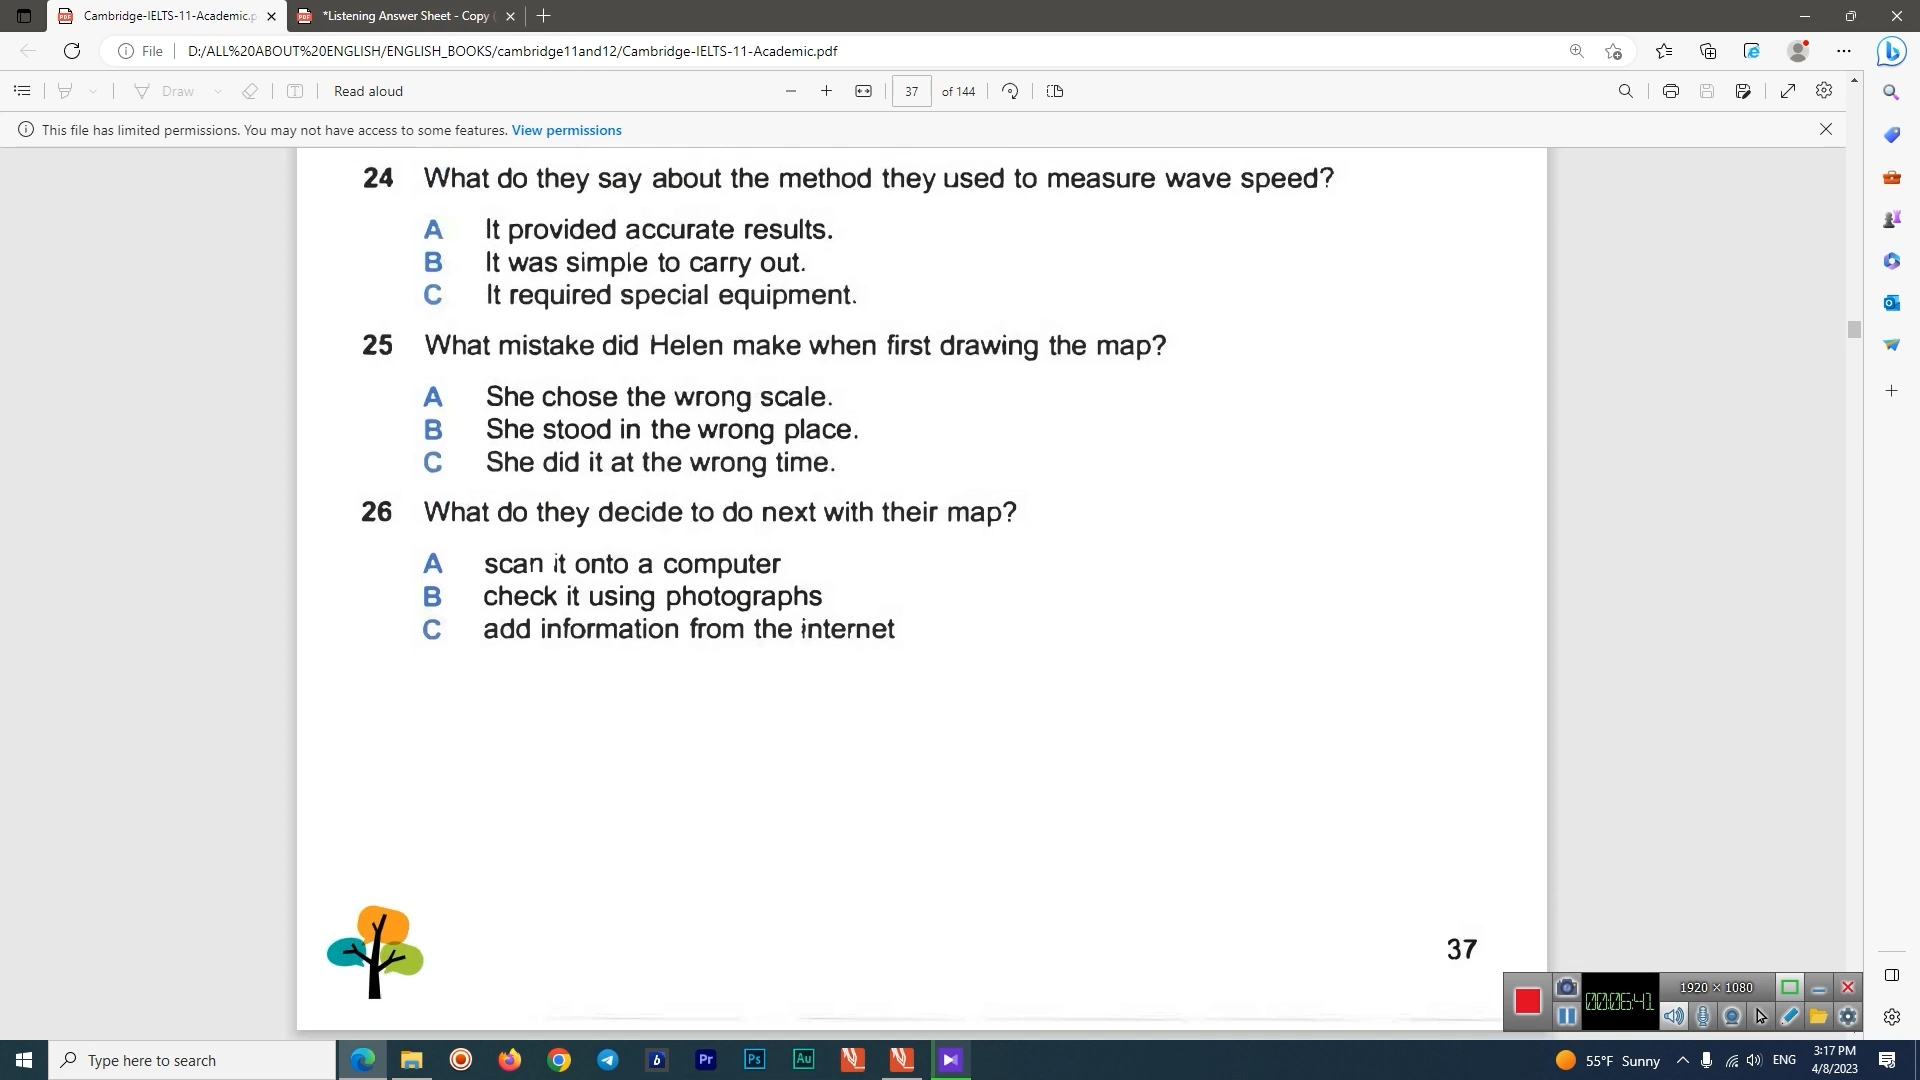 Cambridge-IELTS-11-Academic.p
*Listening Answer Sheet - Copy (
File
D:/ALL%20ABOUT%20ENGLISH/ENGLISH_BOOKS/cambridge11and12/Cambridge-IELTS-11-Academic.pdf
Draw
Read aloud
37 of 144
This file has limited permissions. You may not have access to some features. View permissions
24 What do they say about the method they used to measure wave speed?
A It provided accurate results.
B It was simple to carry out.
C It required special equipment.
25 What mistake did Helen make when first drawing the map?
A She chose the wrong scale.
B She stood in the wrong place.
C She did it at the wrong time.
26 What do they decide to do next with their map?
A scan it onto a computer
B check it using photographs
C add information from the internet
37
1920 × 1080
00:06:41
Type here to search
b
Pr
Ps
Au
55°F Sunny
ENG
3:17 PM
4/8/2023